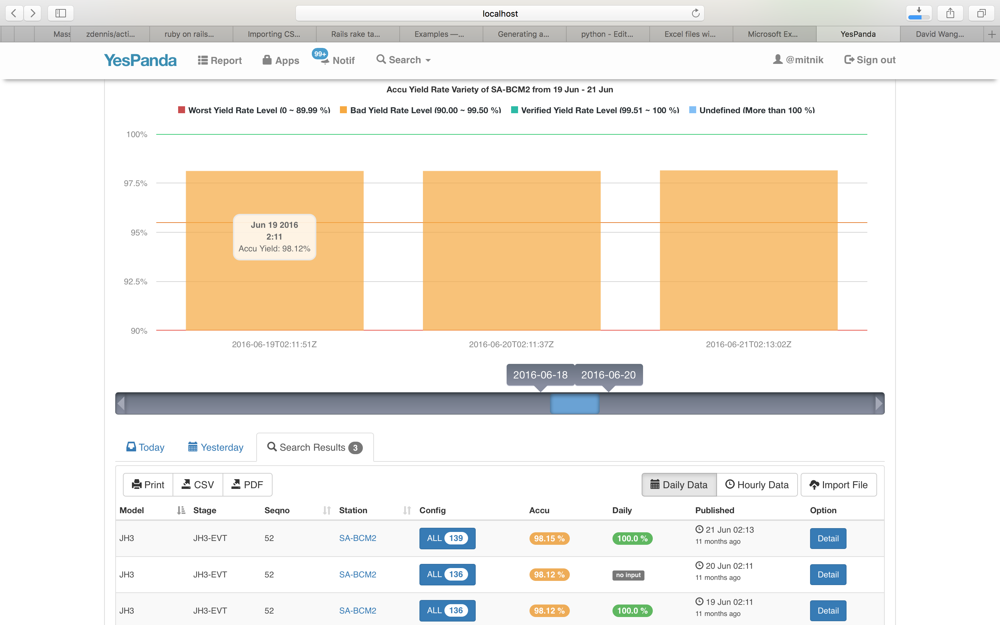 localhost
Mass
zdennis/acti...
ruby on rails...
Importing CS...
Rails rake ta...
Examples —...
Generating a...
python - Edit...
Excel files wi...
Microsoft Ex...
YesPanda
David Wang...
YesPanda
Report
Apps
99+
Notif
Search
@mitnik
Sign out
Accu Yield Rate Variety of SA-BCM2 from 19 Jun - 21 Jun
Worst Yield Rate Level (0 ~ 89.99 %)
Bad Yield Rate Level (90.00 ~ 99.50 %)
Verified Yield Rate Level (99.51 ~ 100 %)
Undefined (More than 100 %)
100%
97.5%
95%
92.5%
90%
Jun 19 2016
2:11
Accu Yield: 98.12%
2016-06-19T02:11:51Z
2016-06-20T02:11:37Z
2016-06-21T02:13:02Z
2016-06-18
2016-06-20
Today
Yesterday
Search Results 3
Print
CSV
PDF
Daily Data
Hourly Data
Import File
Model Stage Seqno Station Config Accu Daily Published Option
JH3 JH3-EVT 52 SA-BCM2 ALL 139 98.15 % 100.0 % 21 Jun 02:13 Detail
11 months ago
JH3 JH3-EVT 52 SA-BCM2 ALL 136 98.12 % no input 20 Jun 02:11 Detail
11 months ago
JH3 JH3-EVT 52 SA-BCM2 ALL 136 98.12 % 100.0 % 19 Jun 02:11 Detail
11 months ago